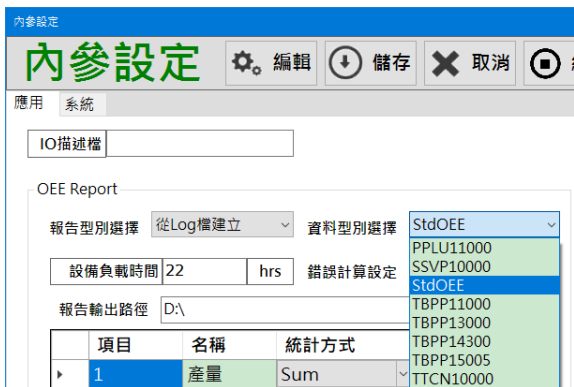 內參設定
內參設定 編輯 儲存 取消
應用 系統
IO描述檔
OEE Report
報告型別選擇 從Log檔建立 資料型別選擇 StdOEE
PPLU11000
設備負載時間 22 hrs 錯誤計算設定 SSVP10000
StdOEE
報告輸出路徑 D:\ TBPP11000
TBPP13000
項目 名稱 統計方式 TBPP14300
TBPP15005
1 產量 Sum TTCN10000